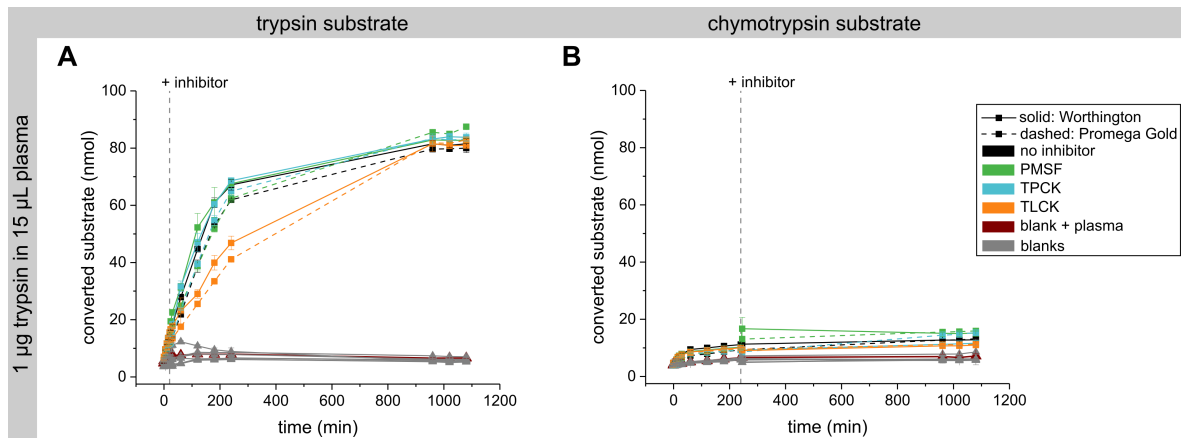 trypsin substrate
chymotrypsin substrate
1 µg trypsin in 15 µL plasma
A
+ inhibitor
100
80
60
40
20
0
converted substrate (nmol)
0
200
400
600
800
1000
1200
time (min)
B
+ inhibitor
100
80
60
40
20
0
converted substrate (nmol)
0
200
400
600
800
1000
1200
time (min)
solid: Worthington
dashed: Promega Gold
no inhibitor
PMSF
TPCK
TLCK
blank + plasma
blanks